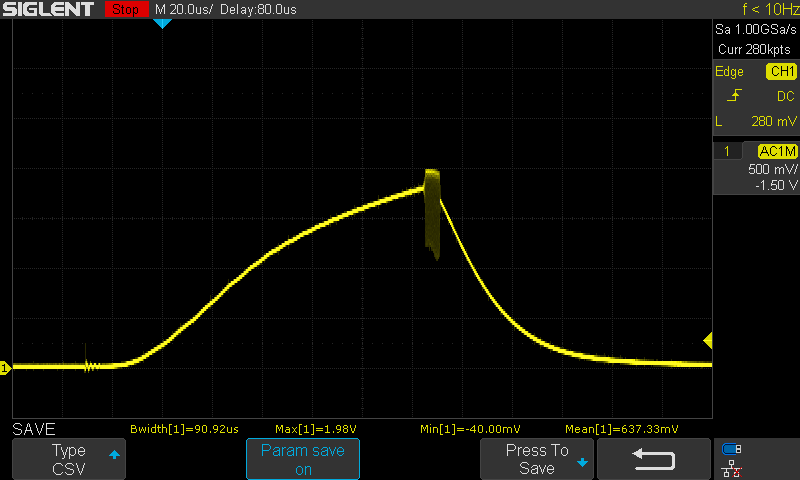 SIGLENT Stop M 20.0us/ Delay:80.0us f < 10Hz
Sa 1.00GSa/s
Curr 280kpts
Edge CH1
DC
L 280 mV
1 AC1M
500 mV/
-1.50 V
1
SAVE Bwidth[1]=90.92us Max[1]=1.98V Min[1]=-40.00mV Mean[1]=637.33mV
Type
CSV
Param save
on
Press To
Save